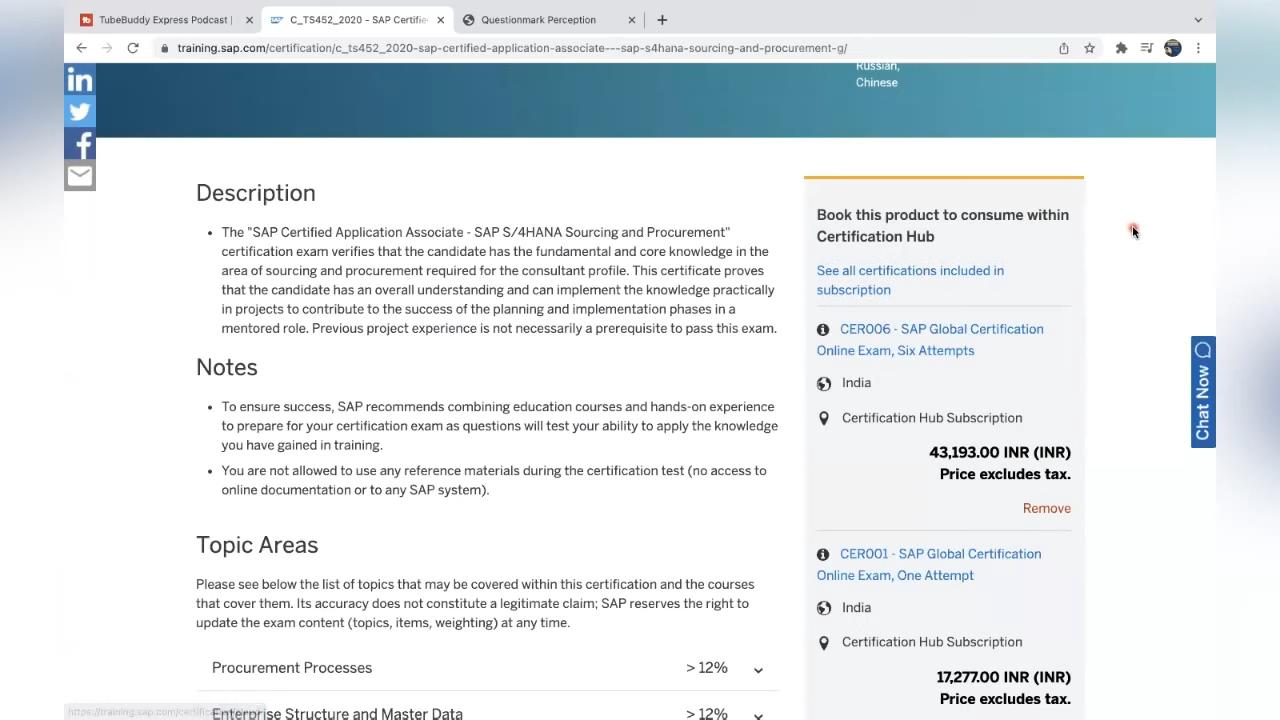 TubeBuddy Express Podcast |
C_TS452_2020 – SAP Certifie
Questionmark Perception
training.sap.com/certification/c_ts452_2020-sap-certified-application-associate---sap-s4hana-sourcing-and-procurement-g/
Russian,
Chinese
Description
• The "SAP Certified Application Associate - SAP S/4HANA Sourcing and Procurement"
certification exam verifies that the candidate has the fundamental and core knowledge in the
area of sourcing and procurement required for the consultant profile. This certificate proves
that the candidate has an overall understanding and can implement the knowledge practically
in projects to contribute to the success of the planning and implementation phases in a
mentored role. Previous project experience is not necessarily a prerequisite to pass this exam.
Notes
• To ensure success, SAP recommends combining education courses and hands-on experience
to prepare for your certification exam as questions will test your ability to apply the knowledge
you have gained in training.
• You are not allowed to use any reference materials during the certification test (no access to
online documentation or to any SAP system).
Topic Areas
Please see below the list of topics that may be covered within this certification and the courses
that cover them. Its accuracy does not constitute a legitimate claim; SAP reserves the right to
update the exam content (topics, items, weighting) at any time.
Procurement Processes > 12%
Enterprise Structure and Master Data > 12%
Book this product to consume within
Certification Hub
See all certifications included in
subscription
CER006 - SAP Global Certification
Online Exam, Six Attempts
India
Certification Hub Subscription
43,193.00 INR (INR)
Price excludes tax.
Remove
CER001 - SAP Global Certification
Online Exam, One Attempt
India
Certification Hub Subscription
17,277.00 INR (INR)
Price excludes tax.
Chat Now